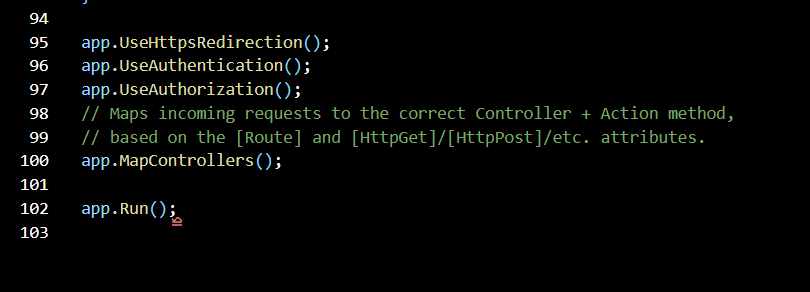 94
95 app.UseHttpsRedirection();
96 app.UseAuthentication();
97 app.UseAuthorization();
98 // Maps incoming requests to the correct Controller + Action method,
99 // based on the [Route] and [HttpGet]/[HttpPost]/etc. attributes.
100 app.MapControllers();
101
102 app.Run();
103